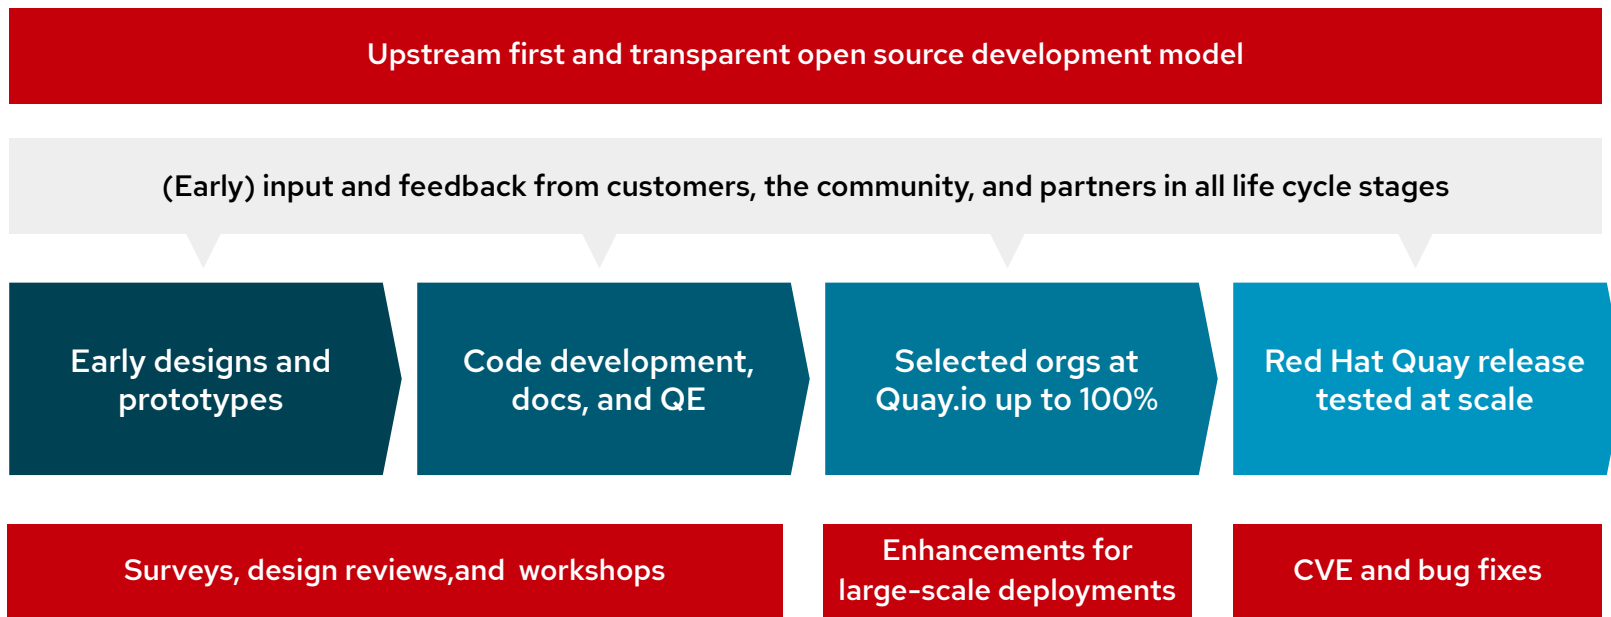 Upstream first and transparent open source development model
(Early) input and feedback from customers, the community, and partners in all life cycle stages
Early designs and
prototypes
Code development,
docs, and QE
Selected orgs at
Quay.io up to 100%
Red Hat Quay release
tested at scale
Surveys, design reviews,and  workshops
Enhancements for
large-scale deployments
CVE and bug fixes